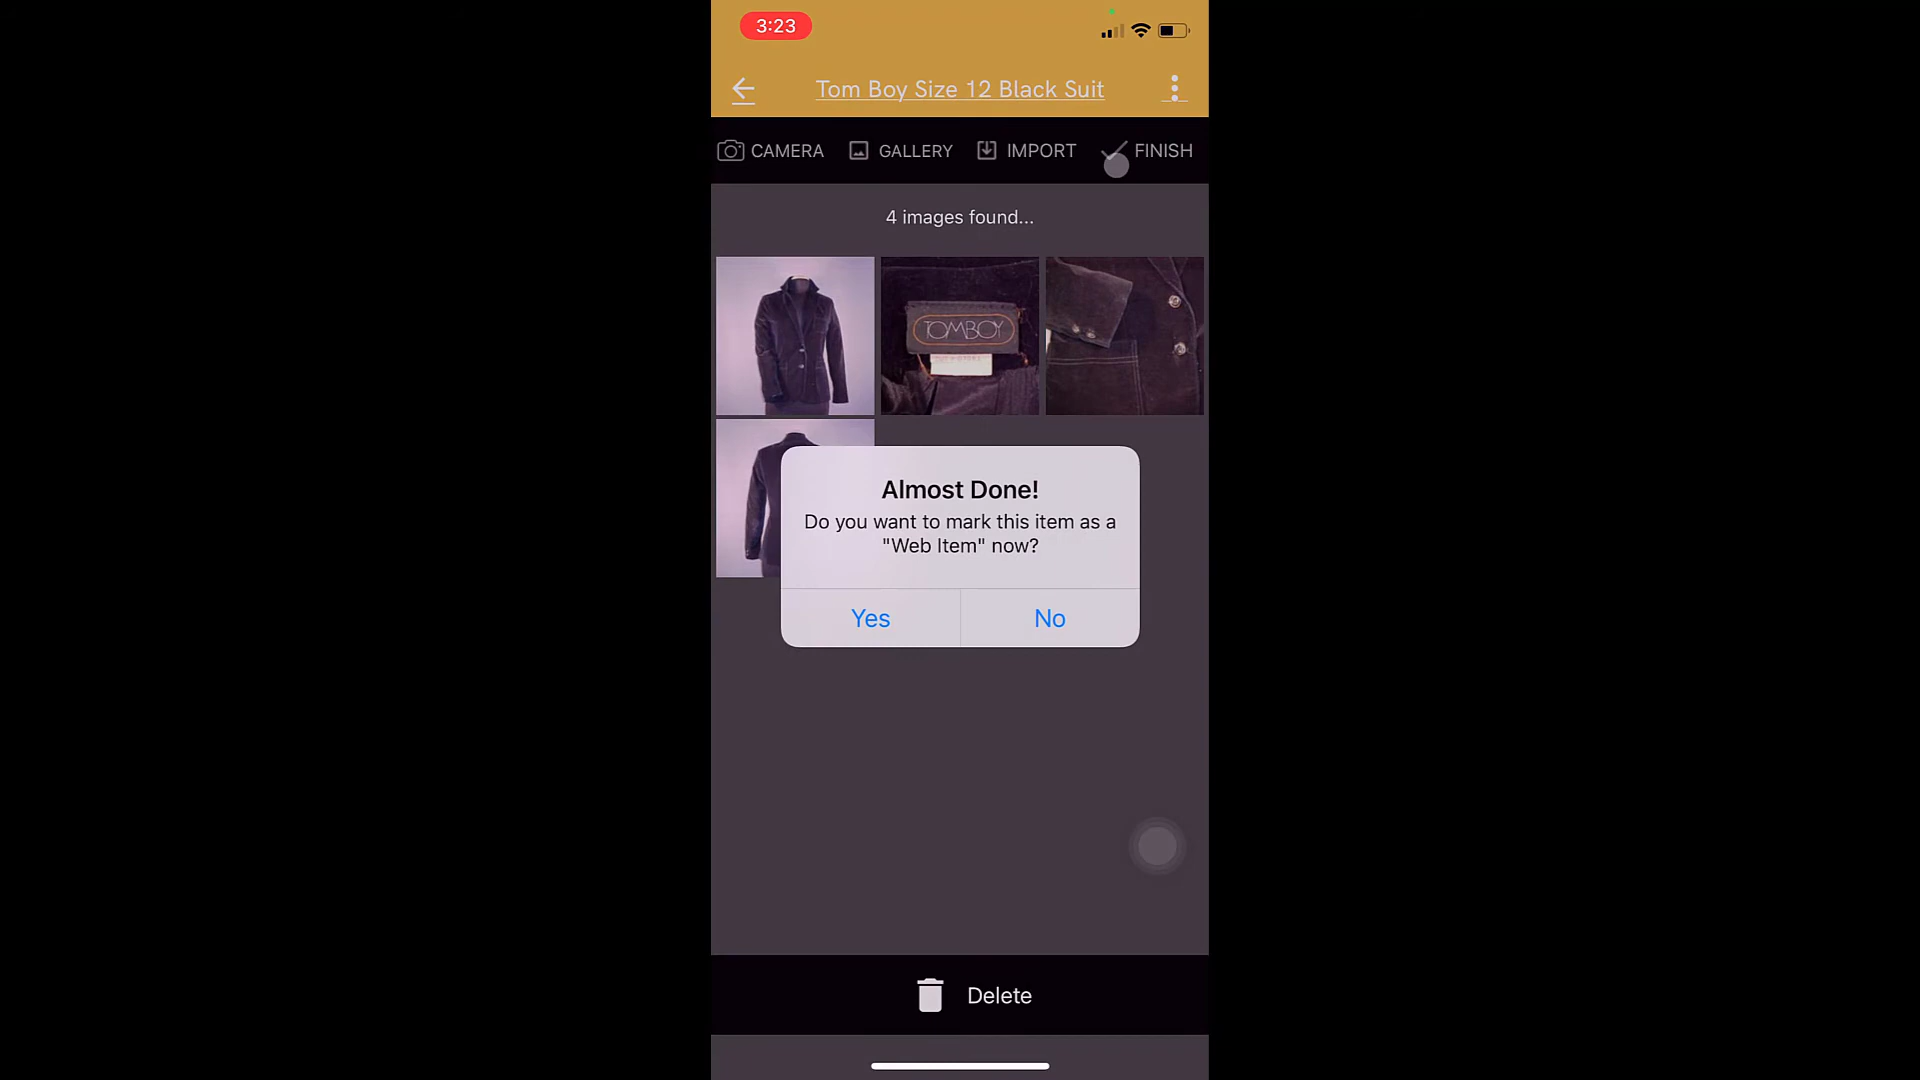 3:23
Tom Boy Size 12 Black Suit
CAMERA GALLERY IMPORT FINISH
4 images found...
TOMBOY
Almost Done!
Do you want to mark this item as a
"Web Item" now?
Yes No
Delete